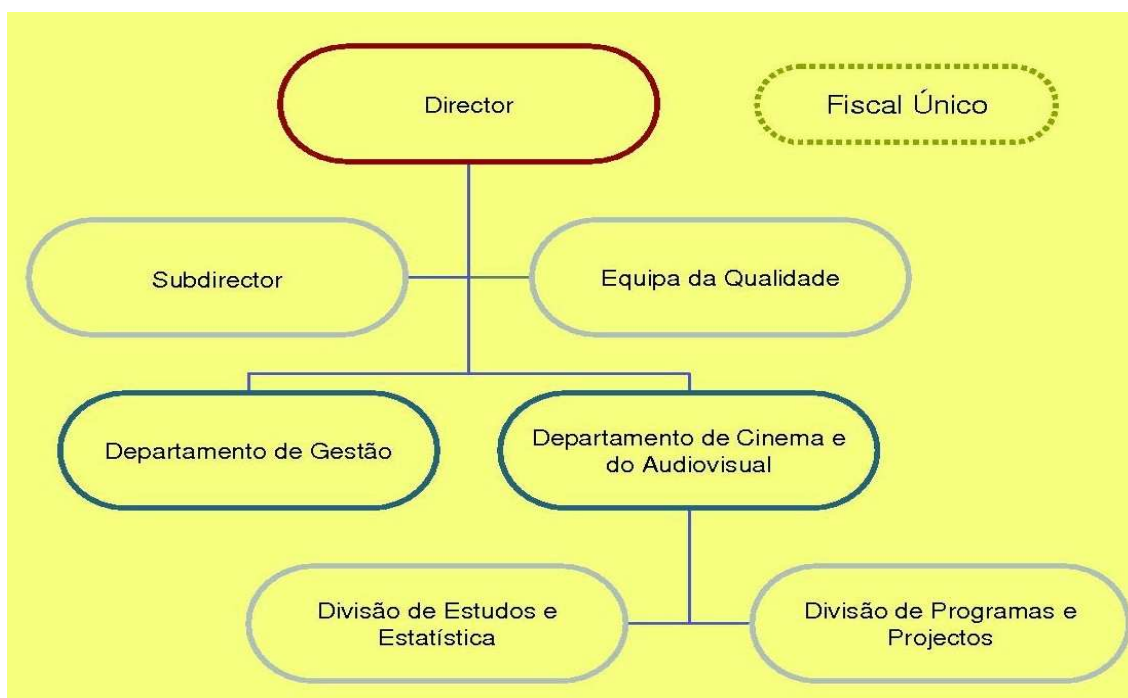 Director
Fiscal Único
Subdirector
Equipa da Qualidade
Departamento de Gestão
Departamento de Cinema e
do Audiovisual
Divisão de Estudos e
Estatística
Divisão de Programas e
Projectos